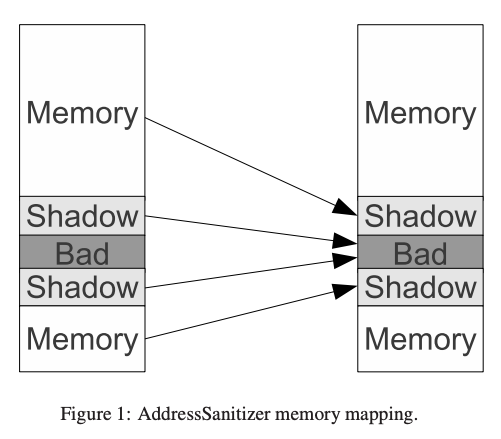 Memory
Shadow
Bad
Shadow
Memory
Memory
Shadow
Bad
Shadow
Memory
Figure 1: AddressSanitizer memory mapping.